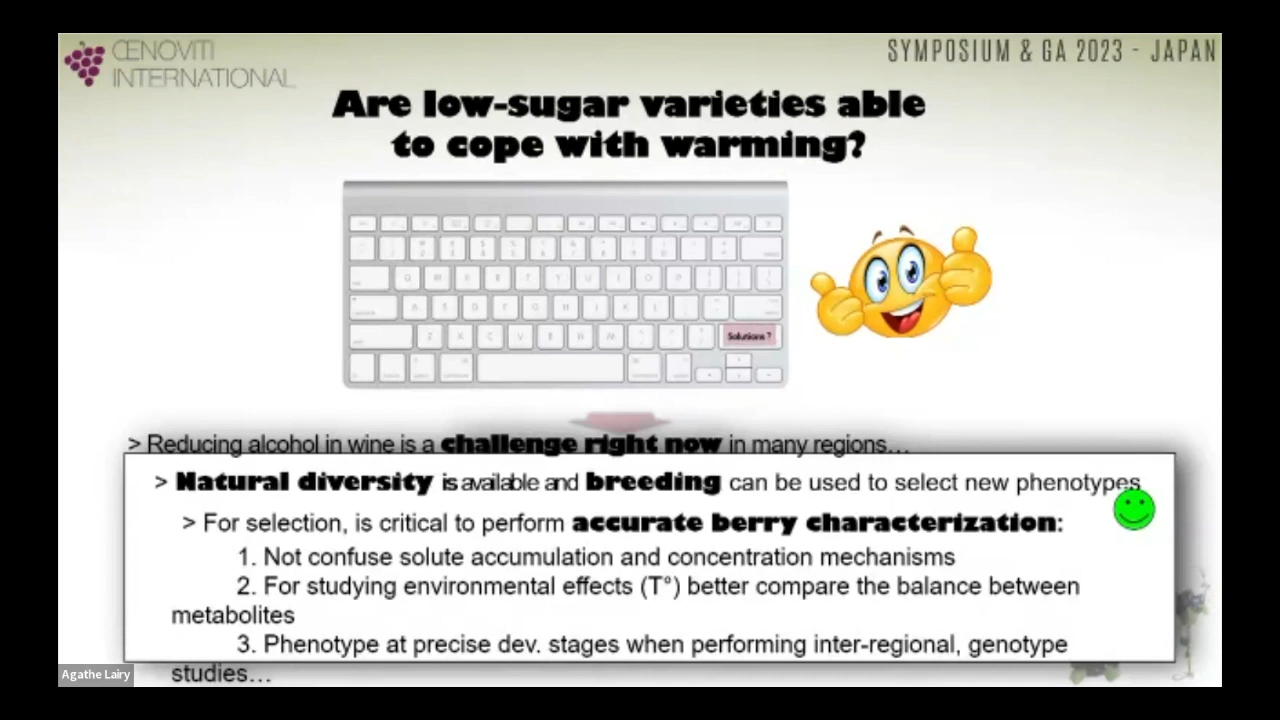 ŒNOVITI
INTERNATIONAL
SYMPOSIUM & GA 2023 - JAPAN
Are low-sugar varieties able
to cope with warming?
Solutions ?
> Reducing alcohol in wine is a challenge right now in many regions…
> Natural diversity is available and breeding can be used to select new phenotypes
> For selection, is critical to perform accurate berry characterization:
1. Not confuse solute accumulation and concentration mechanisms
2. For studying environmental effects (T°) better compare the balance between
metabolites
3. Phenotype at precise dev. stages when performing inter-regional, genotype
studies…
Agathe Lairy